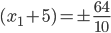 (x₁ + 5) = ± 64/10